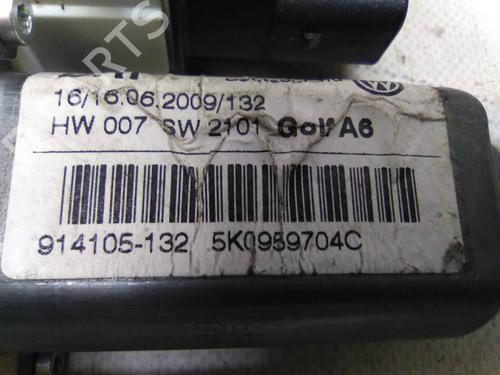 16/16.06.2009/132
HW 007 SW 2101 Golf A6
914105-132 5K0959704C